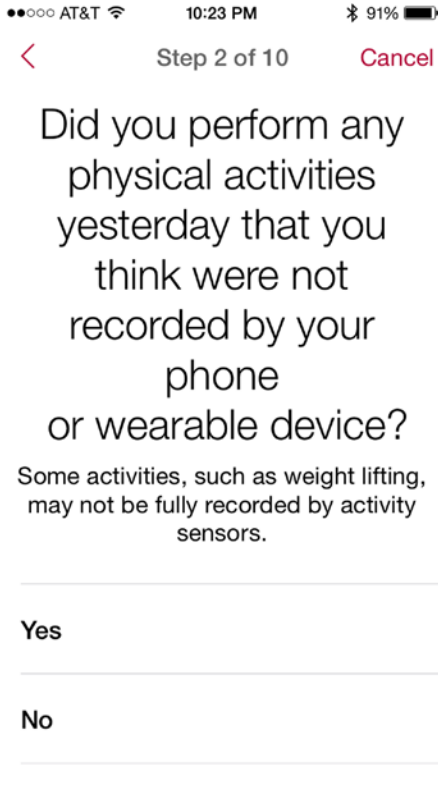 AT&T 10:23 PM 91%
Step 2 of 10 Cancel
Did you perform any
physical activities
yesterday that you
think were not
recorded by your
phone
or wearable device?
Some activities, such as weight lifting,
may not be fully recorded by activity
sensors.
Yes
No